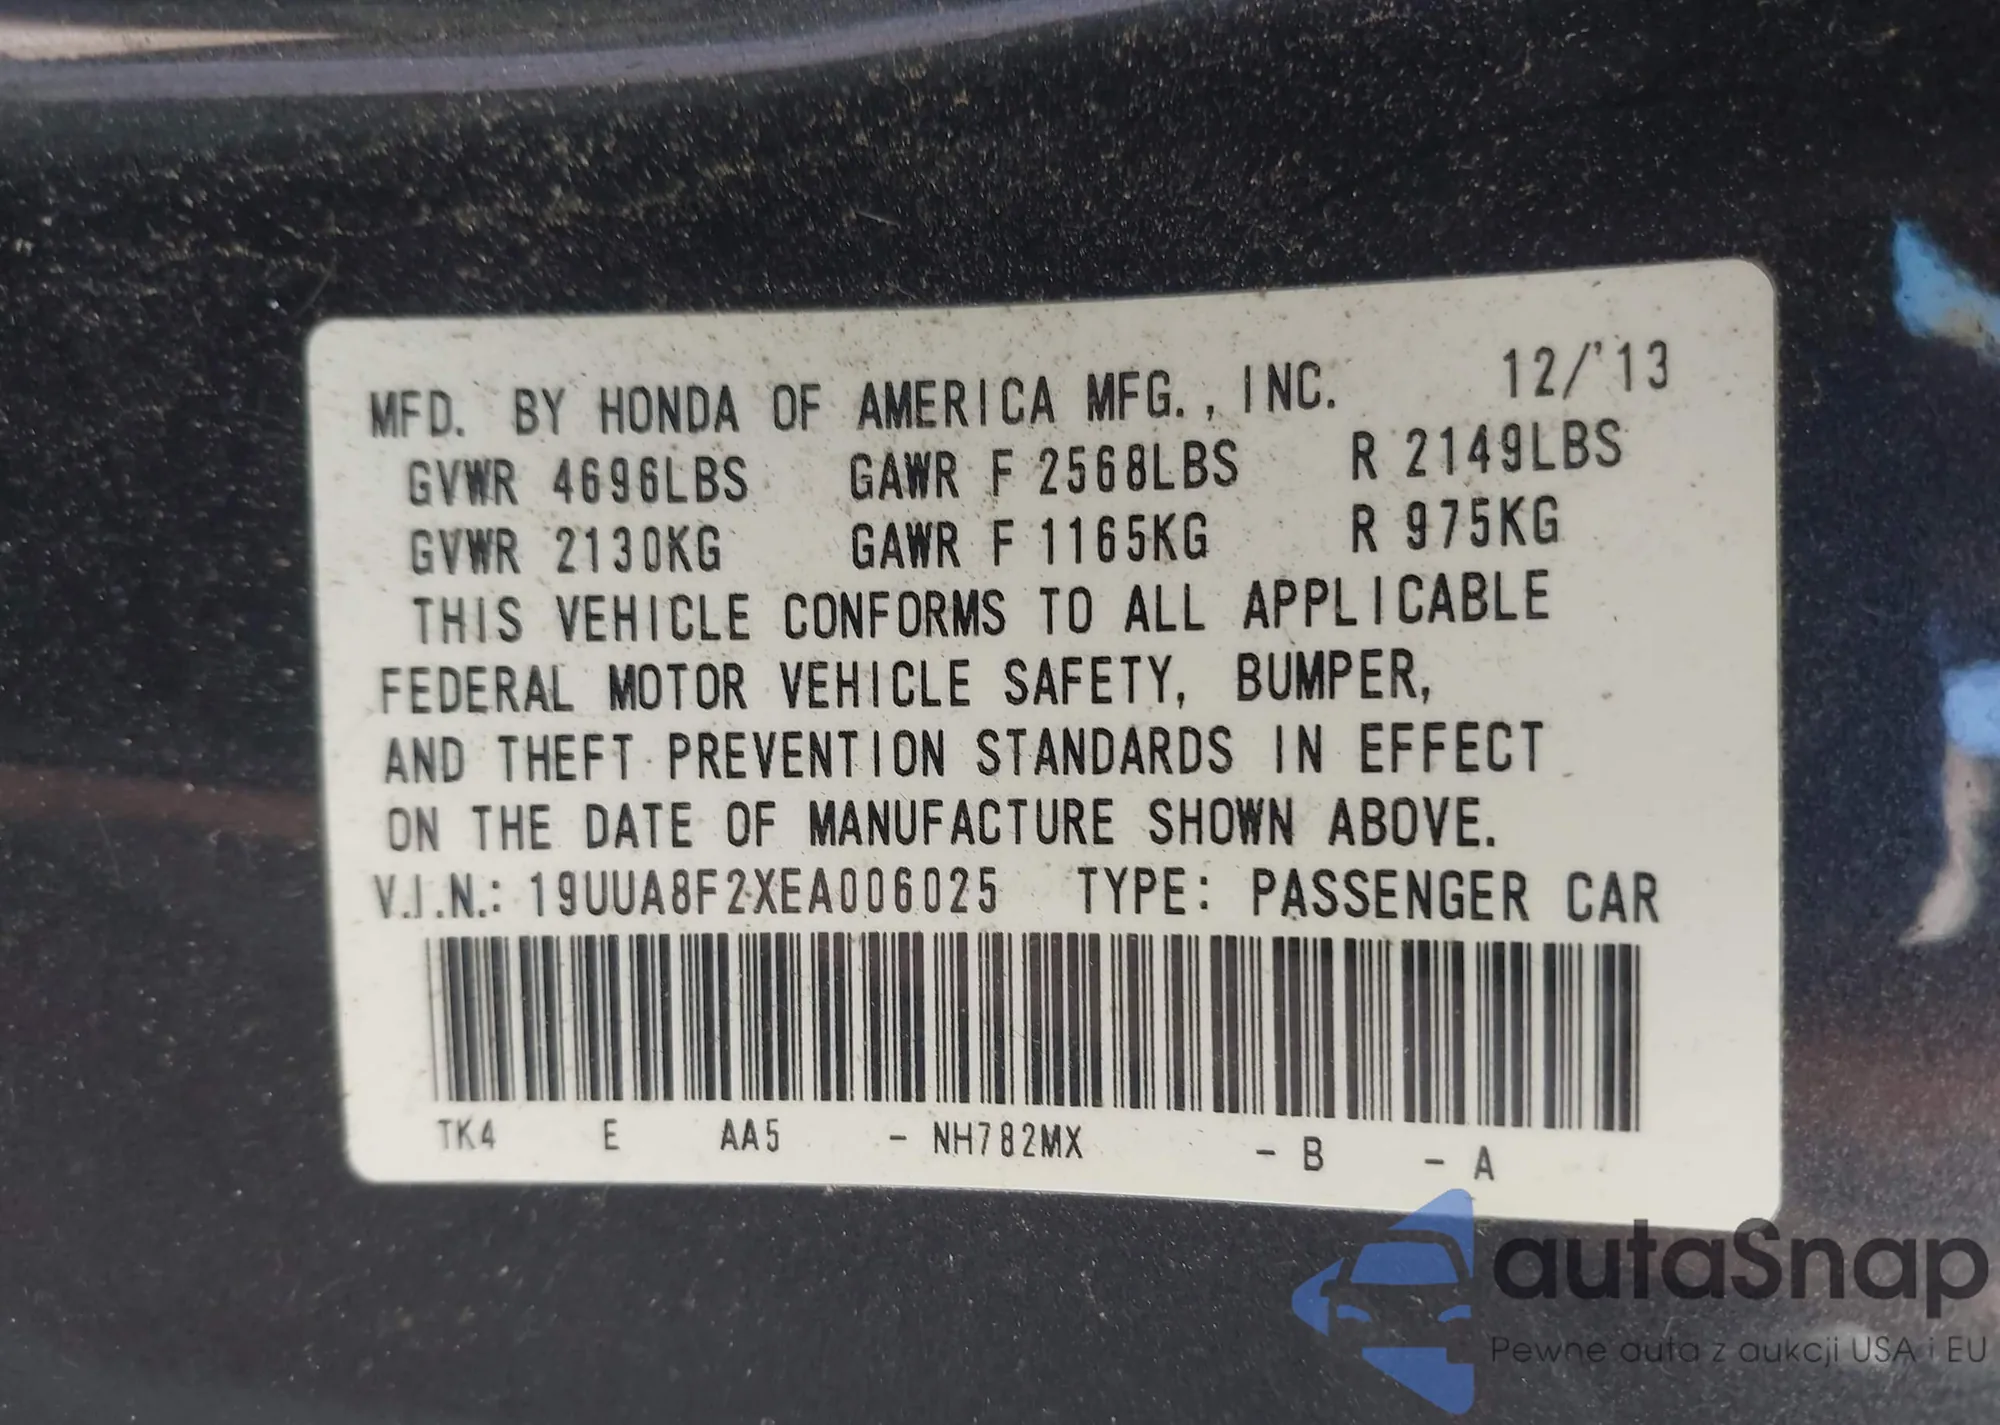 MFD. BY HONDA OF AMERICA MFG., INC. 12/'13
GVWR 4696LBS GAWR F 2568LBS R 2149LBS
GVWR 2130KG GAWR F 1165KG R 975KG
THIS VEHICLE CONFORMS TO ALL APPLICABLE
FEDERAL MOTOR VEHICLE SAFETY, BUMPER,
AND THEFT PREVENTION STANDARDS IN EFFECT
ON THE DATE OF MANUFACTURE SHOWN ABOVE.
V.I.N.: 19UUA8F2XEA006025 TYPE: PASSENGER CAR
TK4 E AA5 - NH782MX - B - A
autaSnap
Pewne auta z aukcji USA i EU